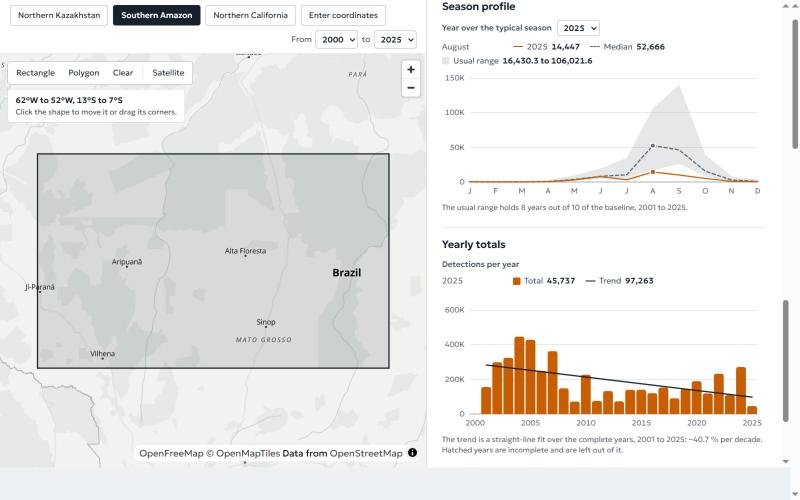 Northern Kazakhstan
Southern Amazon
Northern California
Enter coordinates
From 2000 to 2025
Rectangle Polygon Clear Satellite
62°W to 52°W, 13°S to 7°S
Click the shape to move it or drag its corners.
PARÁ
+
−
Alta Floresta
Aripuanã
Brazil
Ji-Paraná
Sinop
MATO GROSSO
Vilhena
OpenFreeMap © OpenMapTiles Data from OpenStreetMap
Season profile
Year over the typical season 2025
August 2025 14,447 Median 52,666
Usual range 16,430.3 to 106,021.6
150K
100K
50K
0
J F M A M J J A S O N D
The usual range holds 8 years out of 10 of the baseline, 2001 to 2025.
Yearly totals
Detections per year
2025 Total 45,737 Trend 97,263
600K
400K
200K
0
2000 2005 2010 2015 2020 2025
The trend is a straight-line fit over the complete years, 2001 to 2025: −40.7 % per decade.
Hatched years are incomplete and are left out of it.